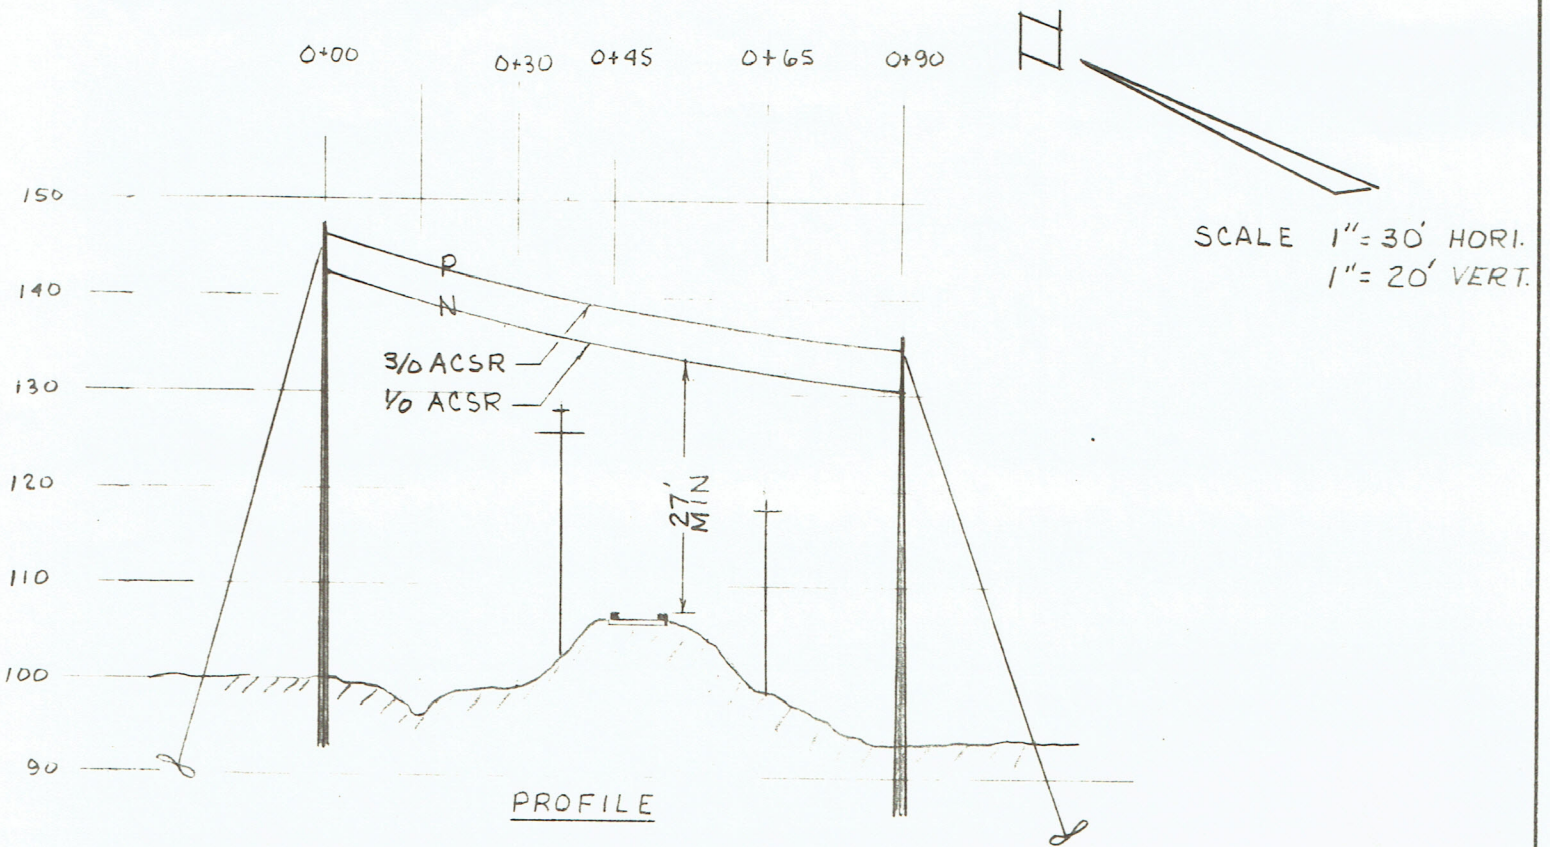 0+00 0+30 0+45 0+65 0+90
N
150
SCALE 1"=30' HORI.
1"=20' VERT.
P
140
N
3/0 ACSR
130
1/0 ACSR
120
27' MIN
110
100
90
PROFILE